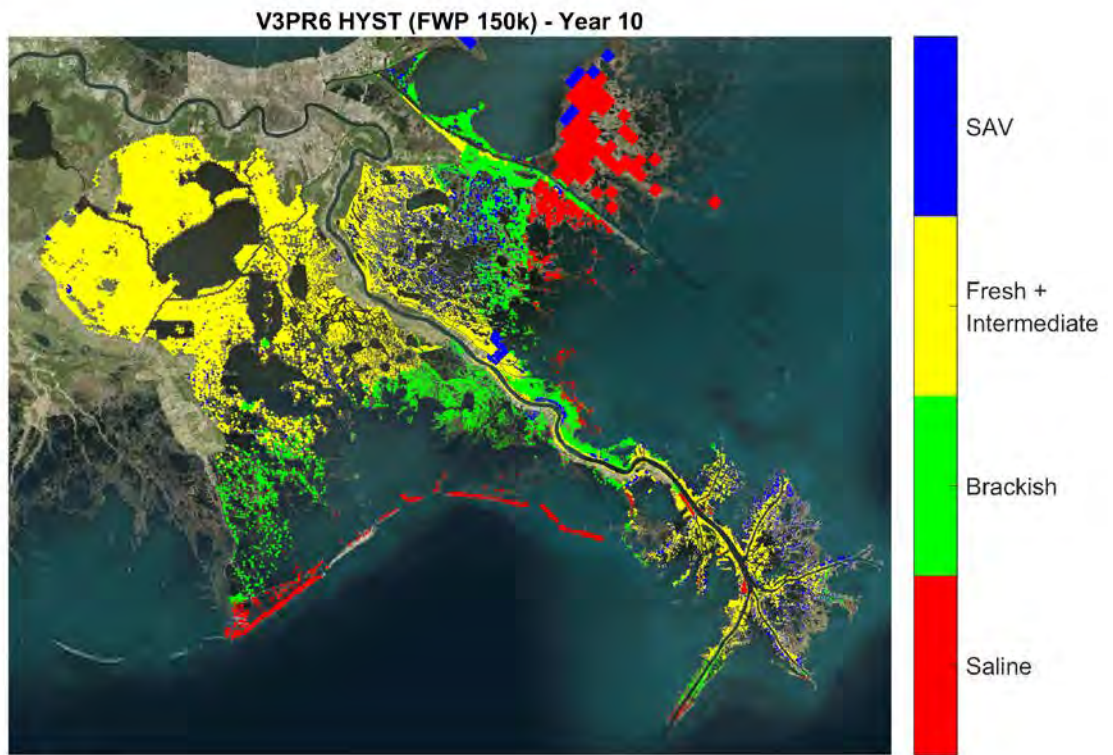 V3PR6 HYST (FWP 150k) - Year 10
SAV
Fresh +
Intermediate
Brackish
Saline